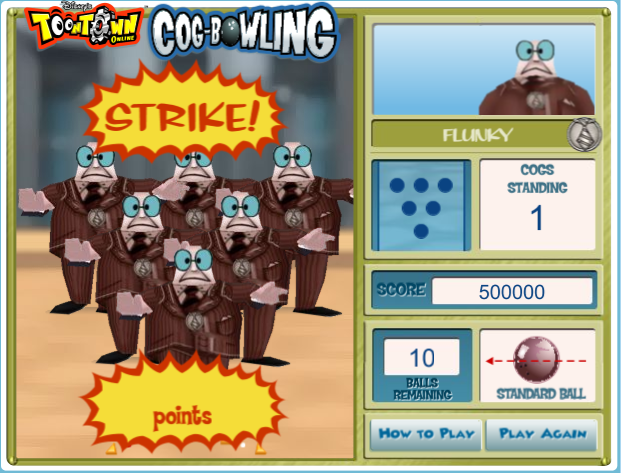 Disney's
TOONTOWN
ONLINE
COG-BOWLING
STRIKE!
points
FLUNKY
COGS
STANDING
1
SCORE 500000
10
BALLS
REMAINING
STANDARD BALL
HOW TO PLAY
PLAY AGAIN